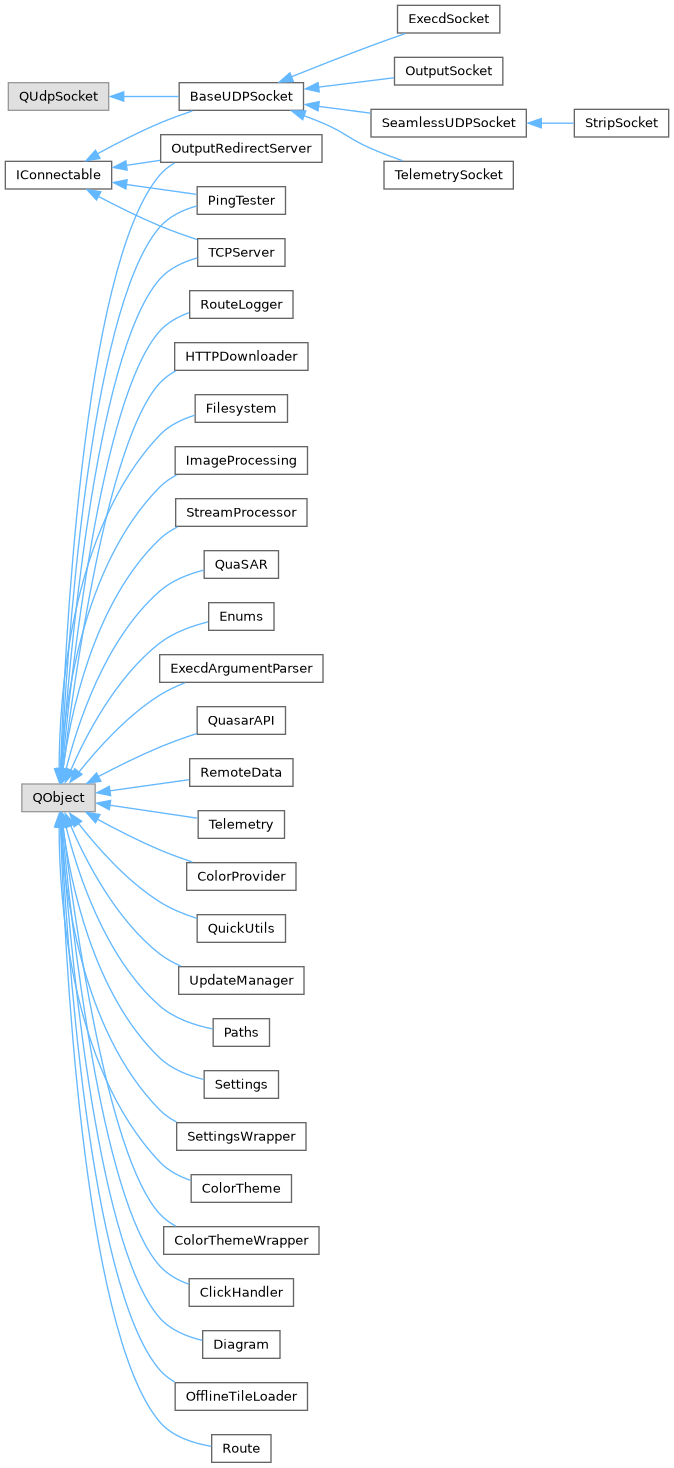 ExecdSocket
OutputSocket
QUdpSocket
BaseUDPSocket
SeamlessUDPSocket
StripSocket
OutputRedirectServer
IConnectable
TelemetrySocket
PingTester
TCPServer
RouteLogger
HTTPDownloader
Filesystem
ImageProcessing
StreamProcessor
QuaSAR
Enums
ExecdArgumentParser
QuasarAPI
RemoteData
QObject
Telemetry
ColorProvider
QuickUtils
UpdateManager
Paths
Settings
SettingsWrapper
ColorTheme
ColorThemeWrapper
ClickHandler
Diagram
OfflineTileLoader
Route